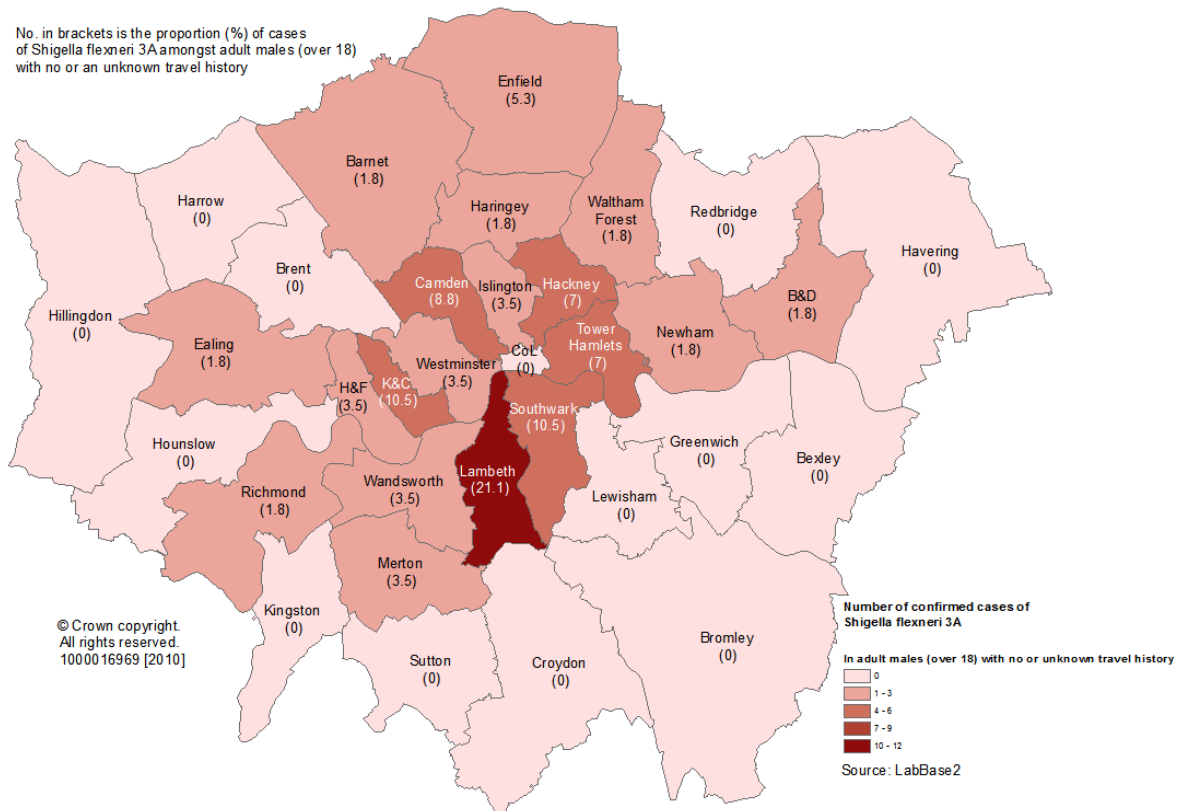 No. in brackets is the proportion (%) of cases
of Shigella flexneri 3A amongst adult males (over 18)
with no or an unknown travel history
Enfield
(5.3)
Barnet
(1.8)
Harrow
(0)
Haringey
(1.8)
Waltham
Forest
(1.8)
Redbridge
(0)
Havering
(0)
Brent
(0)
Camden
(8.8)
Islington
(3.5)
Hackney
(7)
B&D
(1.8)
Hillingdon
(0)
Ealing
(1.8)
Tower
Hamlets
(7)
Newham
(1.8)
CoL
(0)
Westminster
(3.5)
H&F
(3.5)
K&C
(10.5)
Southwark
(10.5)
Hounslow
(0)
Greenwich
(0)
Bexley
(0)
Lambeth
(21.1)
Wandsworth
(3.5)
Richmond
(1.8)
Lewisham
(0)
Merton
(3.5)
Kingston
(0)
Sutton
(0)
Croydon
(0)
Bromley
(0)
© Crown copyright.
All rights reserved.
1000016969 [2010]
Number of confirmed cases of
Shigella flexneri 3A
In adult males (over 18) with no or unknown travel history
0
1 - 3
4 - 6
7 - 9
10 - 12
Source: LabBase2